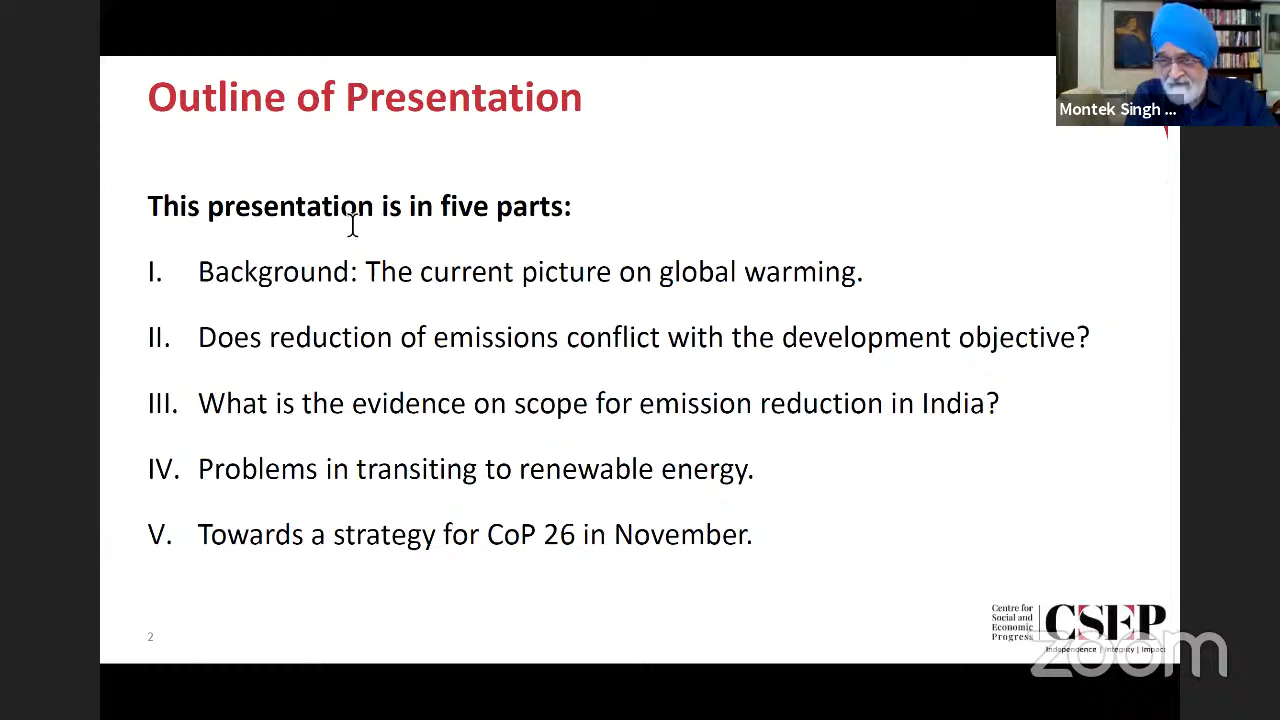 Outline of Presentation
Montek Singh ...
This presentation is in five parts:
I. Background: The current picture on global warming.
II. Does reduction of emissions conflict with the development objective?
III. What is the evidence on scope for emission reduction in India?
IV. Problems in transiting to renewable energy.
V. Towards a strategy for CoP 26 in November.
2
Centre for
Social and
Economic
Progress
CSEP
Independence | Integrity | Impact
zoom